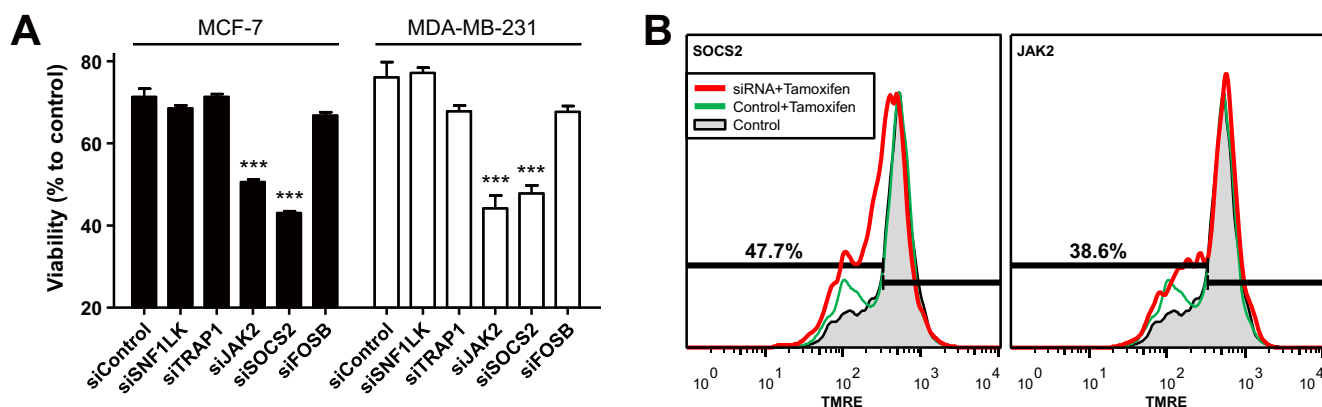 A
MCF-7
MDA-MB-231
Viability (% to control)
80
60
40
20
***
***
***
***
siControl
siSNF1LK
siTRAP1
siJAK2
siSOCS2
siFOSB
siControl
siSNF1LK
siTRAP1
siJAK2
siSOCS2
siFOSB
B
SOCS2
siRNA+Tamoxifen
Control+Tamoxifen
Control
47.7%
10^0 10^1 10^2 10^3 10^4
TMRE
JAK2
38.6%
10^0 10^1 10^2 10^3 10^4
TMRE